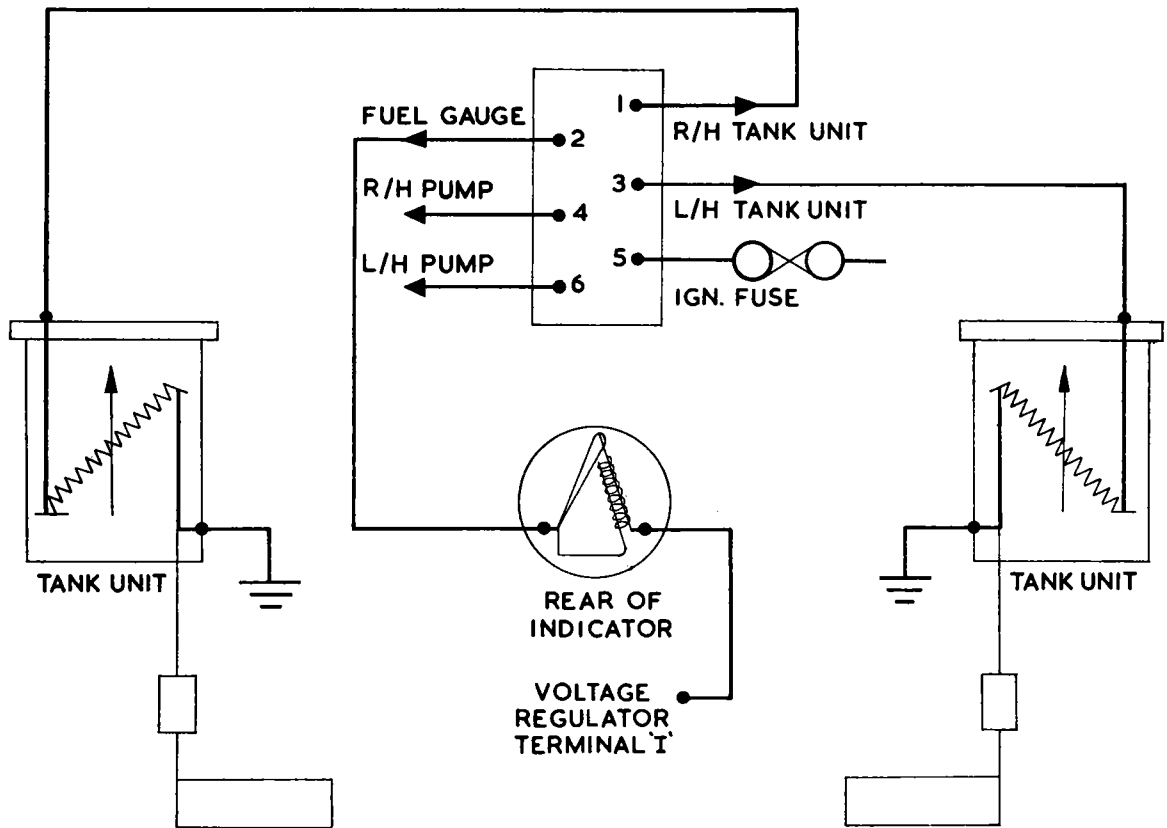 1
FUEL GAUGE
2
R/H TANK UNIT
R/H PUMP
3
4
L/H TANK UNIT
L/H PUMP
5
6
IGN. FUSE
TANK UNIT
TANK UNIT
REAR OF
INDICATOR
VOLTAGE
REGULATOR
TERMINAL 'I'